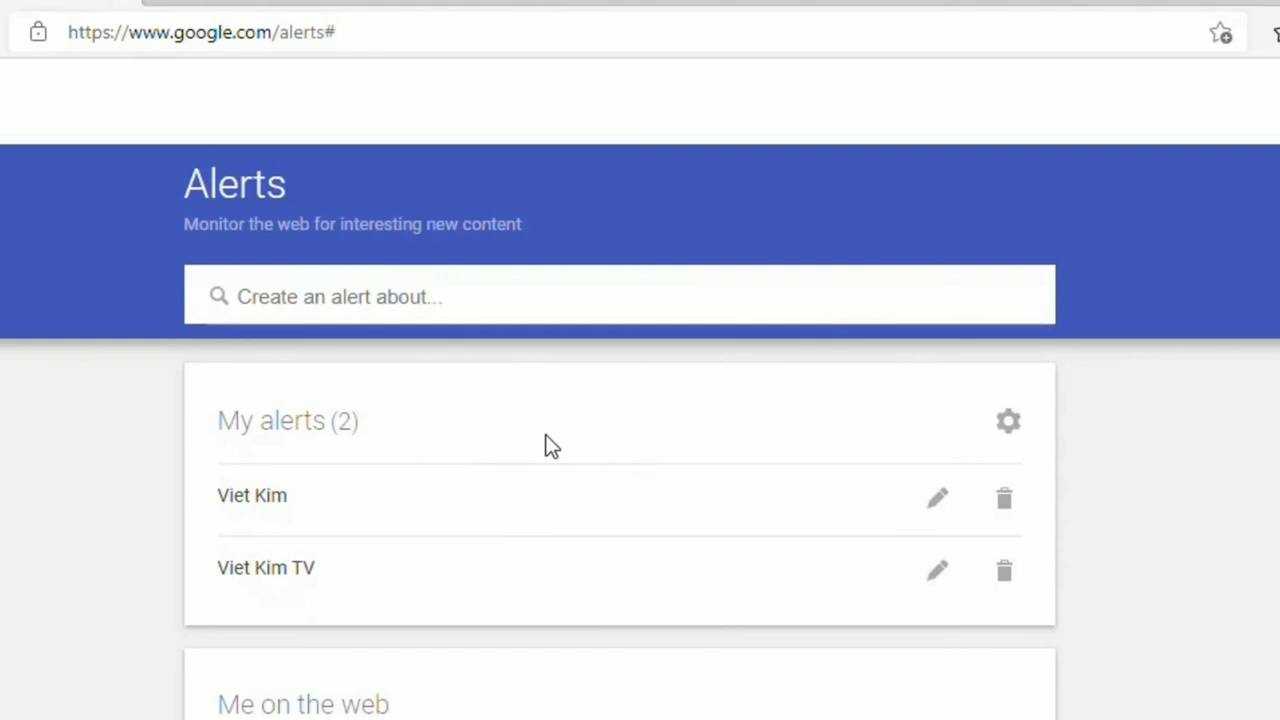 https://www.google.com/alerts#
Alerts
Monitor the web for interesting new content
Create an alert about...
My alerts (2)
Viet Kim
Viet Kim TV
Me on the web